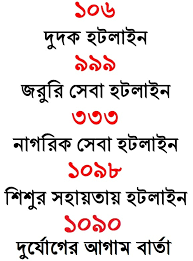 ১০৬
দুদক হটলাইন
৯৯৯
জরুরি সেবা হটলাইন
৩৩৩
নাগরিক সেবা হটলাইন
১০৯৮
শিশুর সহায়তায় হটলাইন
১০৯০
দুর্যোগের আগাম বার্তা